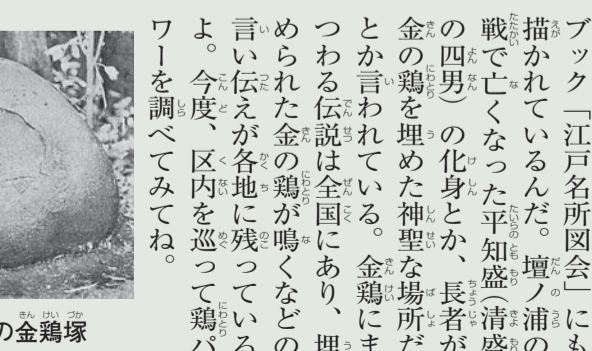 ブック「江戸名所図会」にも
描かれているんだ。壇ノ浦の
戦で亡くなった平知盛(清盛
の四男)の化身とか、長者が
金の鶏を埋めた神聖な場所だ
とか言われている。金鶏にま
つわる伝説は全国にあり、埋
められた金の鶏が鳴くなどの
言い伝えが各地に残っている
よ。今度、区内を巡って鶏パ
ワーを調べてみてね。
の金鶏塚